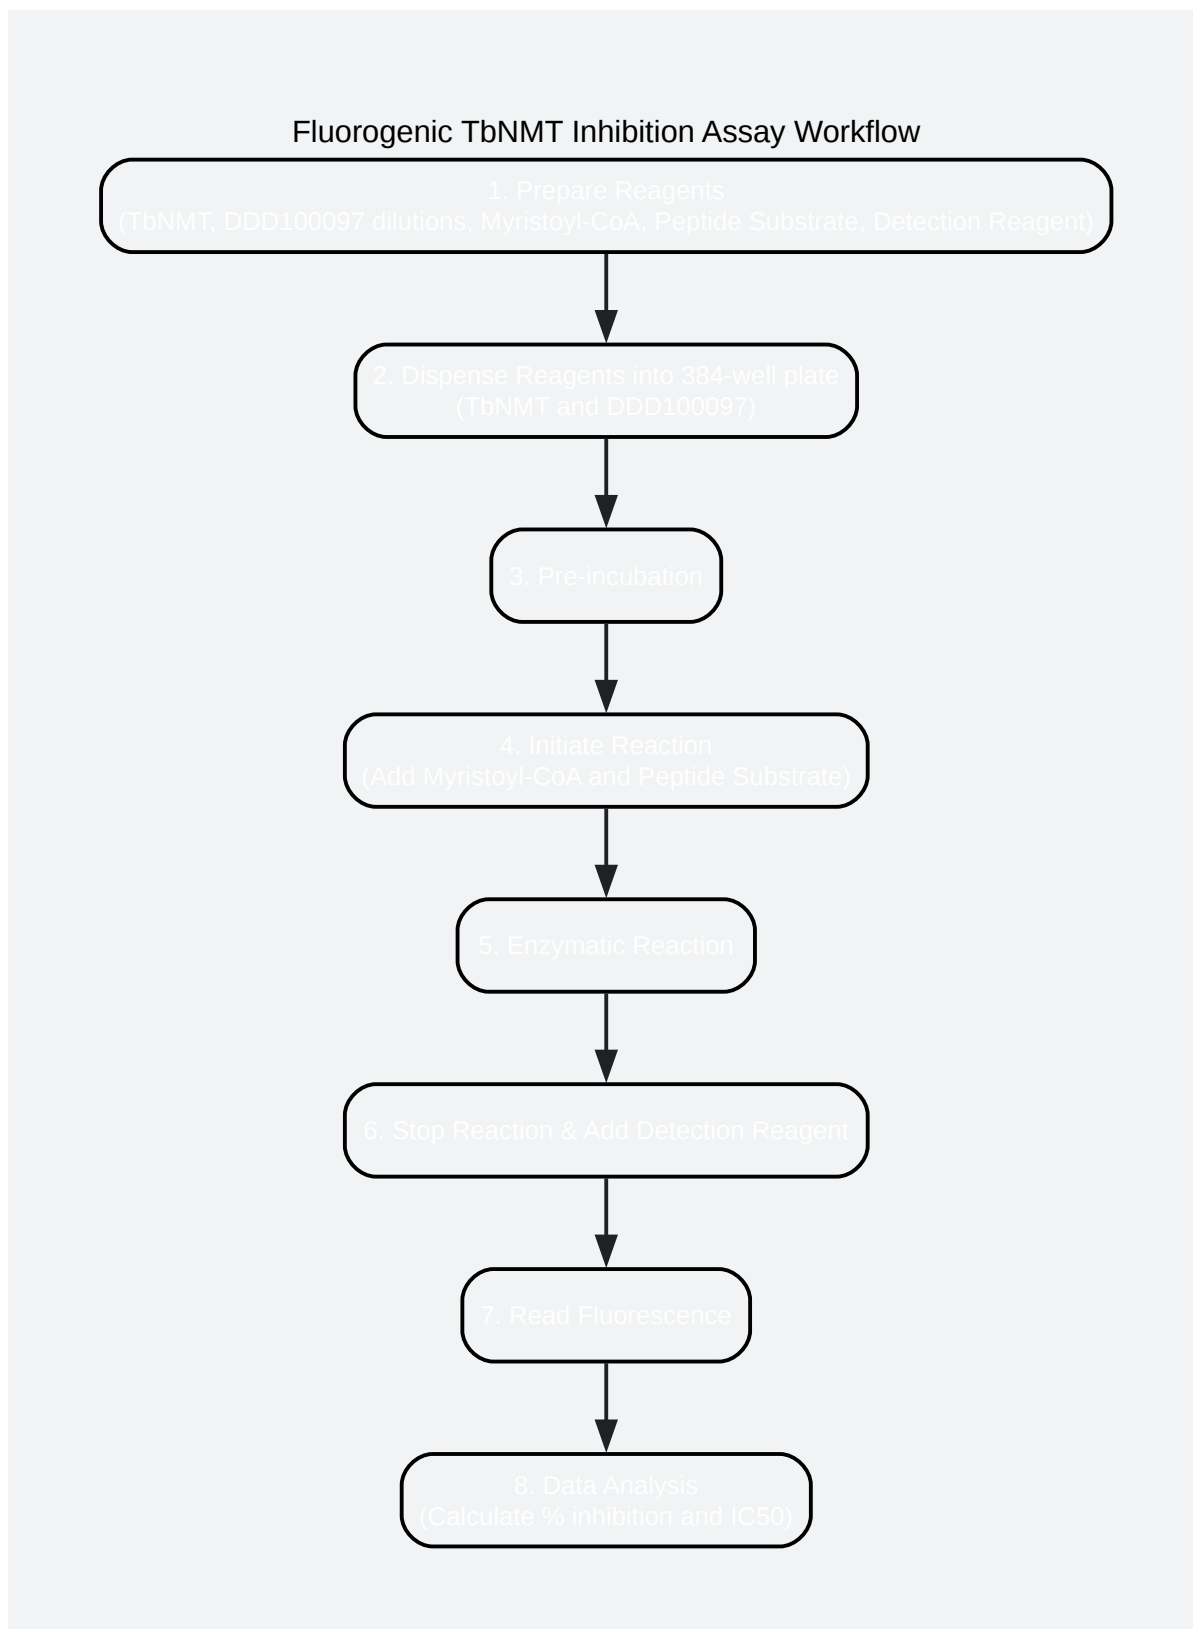 Fluorogenic TbNMT Inhibition Assay Workflow
1. Prepare Reagents
(TbNMT, DDD100097 dilutions, Myristoyl-CoA, Peptide Substrate, Detection Reagent)
2. Dispense Reagents into 384-well plate
(TbNMT and DDD100097)
3. Pre-incubation
4. Initiate Reaction
(Add Myristoyl-CoA and Peptide Substrate)
5. Enzymatic Reaction
6. Stop Reaction & Add Detection Reagent
7. Read Fluorescence
8. Data Analysis
(Calculate % inhibition and IC50)